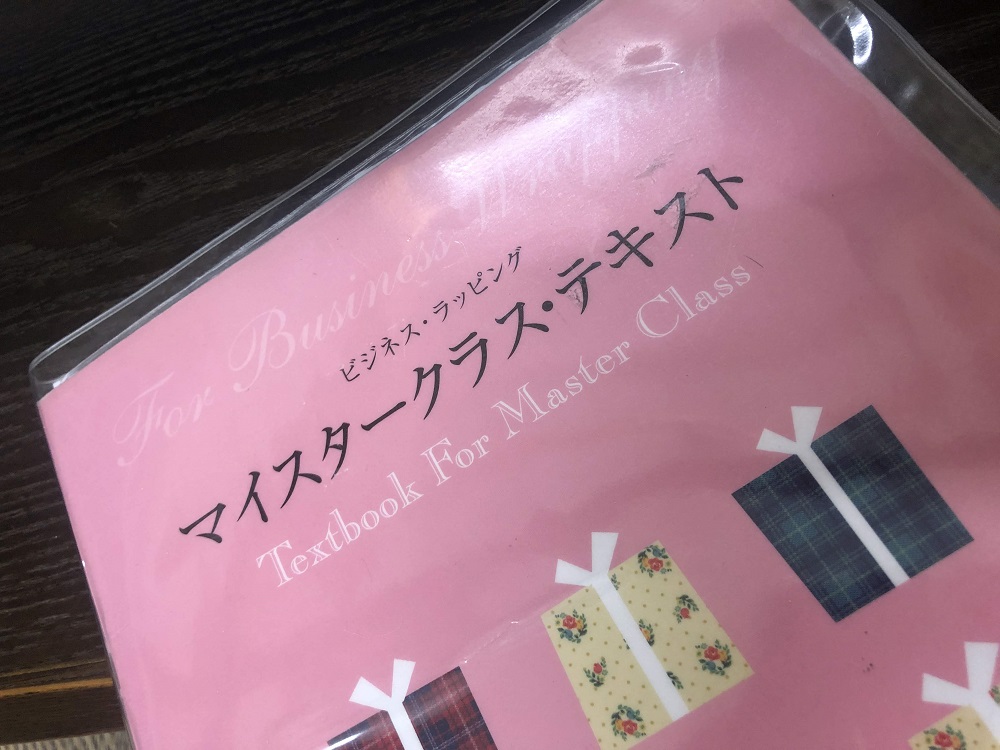 For Business Wrapping
ビジネス・ラッピング
マイスタークラス・テキスト
Textbook For Master Class